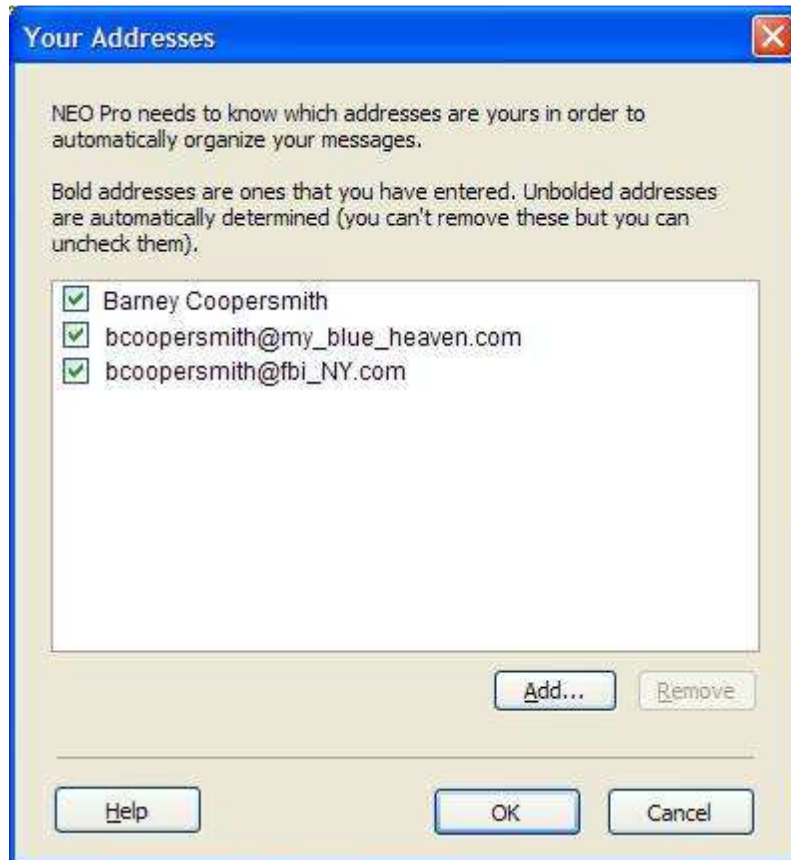 Your Addresses
NEO Pro needs to know which addresses are yours in order to
automatically organize your messages.
Bold addresses are ones that you have entered. Unbolded addresses
are automatically determined (you can't remove these but you can
uncheck them).
Barney Coopersmith
bcoopersmith@my_blue_heaven.com
bcoopersmith@fbi_NY.com
Add... Remove
Help OK Cancel